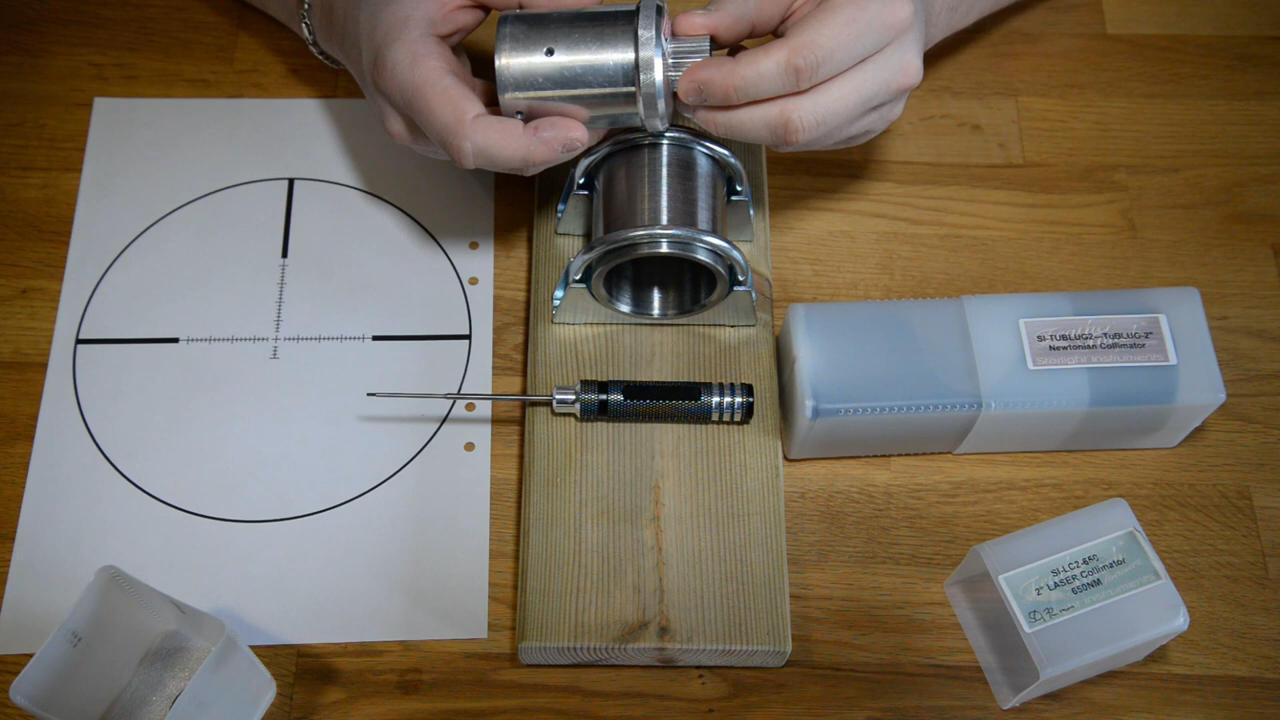 SI-TUBLUG2—TuBLUG-2"
Newtonian Collimator
Starlight Instruments
SI-LC2-650
2" LASER Collimator
650NM